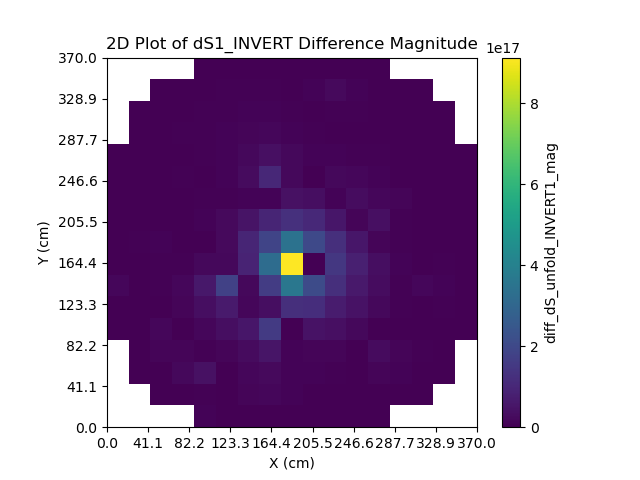 2D Plot of dS1_INVERT Difference Magnitude
1e17
370.0
328.9
287.7
246.6
205.5
164.4
123.3
82.2
41.1
0.0
Y (cm)
0.0 41.1 82.2 123.3 164.4 205.5 246.6 287.7 328.9 370.0
X (cm)
8
6
4
2
0
diff_dS_unfold_INVERT1_mag